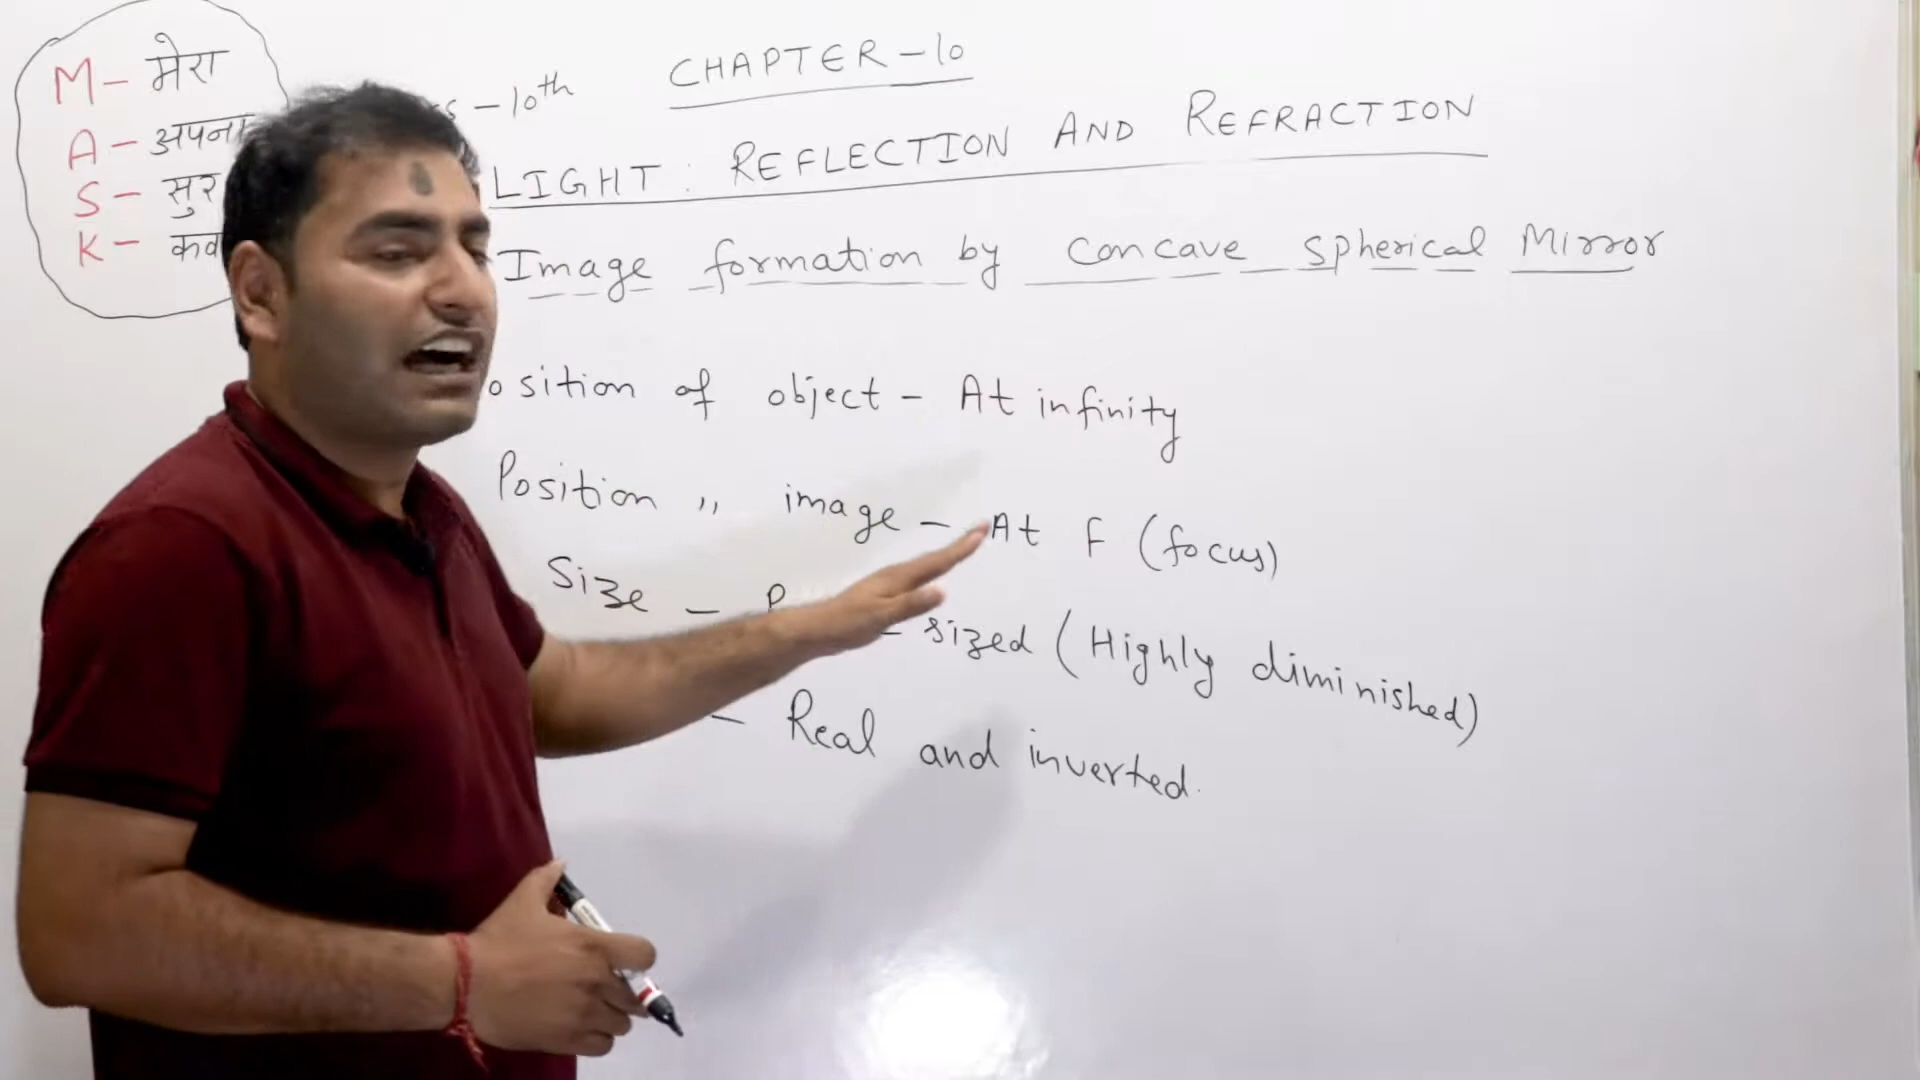 M - मेरा
A - अपना
S -
K -
- 10th
CHAPTER - 10
LIGHT : REFLECTION AND REFRACTION
Image formation by Concave Spherical Mirror
osition of object - At infinity
Position " image - At F (focus)
Size - - sized (Highly diminished)
- Real and inverted.